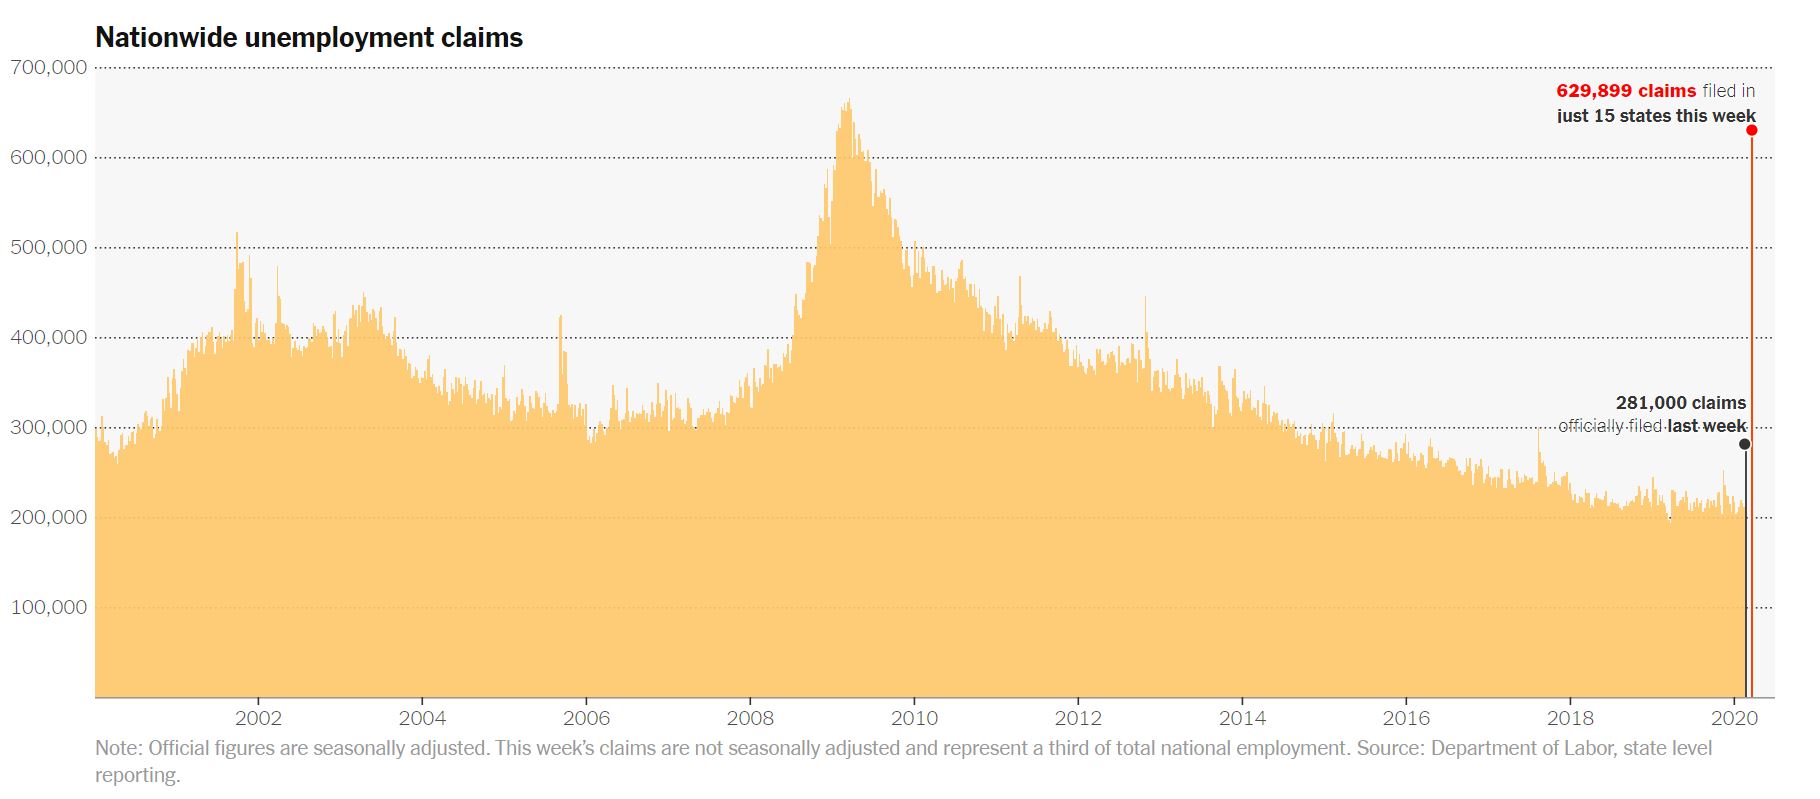 Nationwide unemployment claims
700,000
629,899 claims filed in
just 15 states this week
600,000
500,000
400,000
281,000 claims
officially filed last week
300,000
200,000
100,000
2002 2004 2006 2008 2010 2012 2014 2016 2018 2020
Note: Official figures are seasonally adjusted. This week’s claims are not seasonally adjusted and represent a third of total national employment. Source: Department of Labor, state level
reporting.